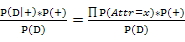 P(D|+)*P(+) / P(D) = ∏ P(Attr=x)*P(+) / P(D)